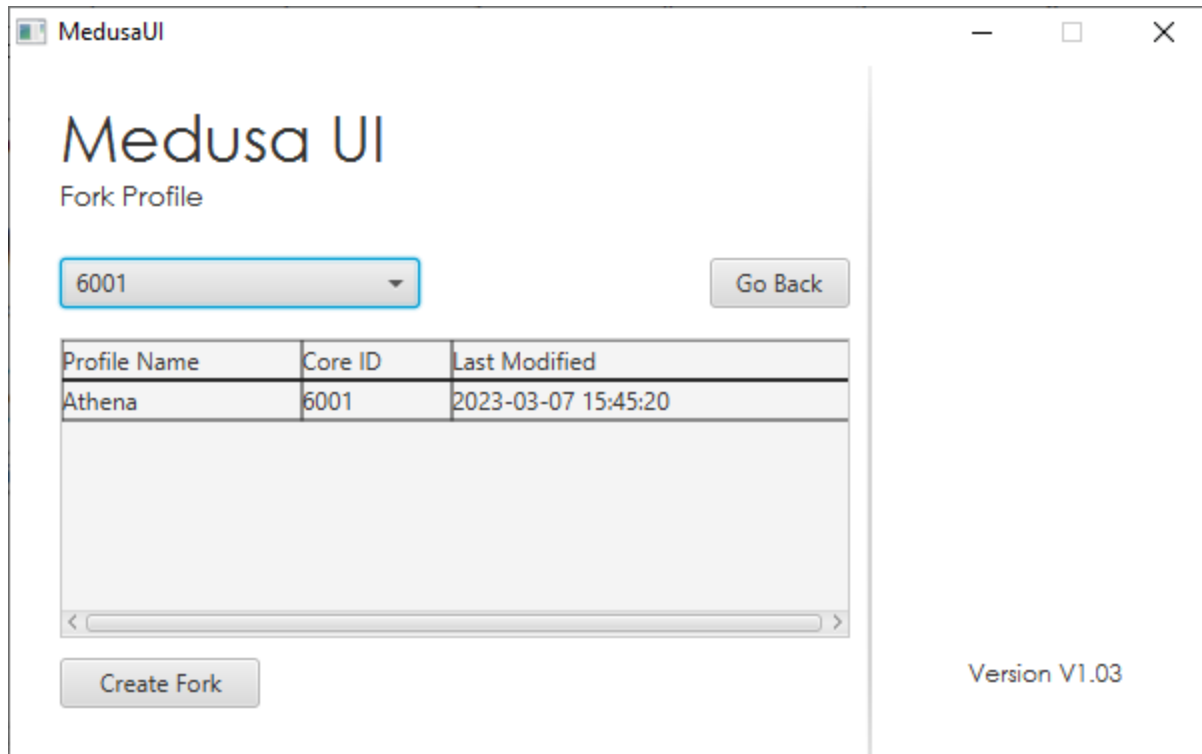 MedusaUI
Medusa UI
Fork Profile
6001
Go Back
Profile Name Core ID Last Modified
Athena 6001 2023-03-07 15:45:20
Create Fork
Version V1.03